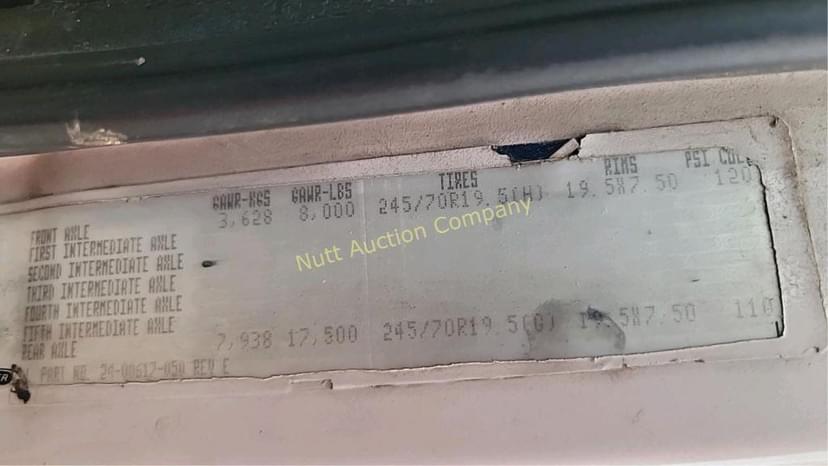 GAWR-KGS GAWR-LBS TIRES RIMS PSI COLD
FRONT AXLE 3,628 8,000 245/70R19.5(H) 19.5X7.50 120
FIRST INTERMEDIATE AXLE
SECOND INTERMEDIATE AXLE
THIRD INTERMEDIATE AXLE
FOURTH INTERMEDIATE AXLE
FIFTH INTERMEDIATE AXLE
REAR AXLE 7,938 17,500 245/70R19.5(G) 19.5X7.50 110
PART NO. 24-00617-050 REV E
Nutt Auction Company